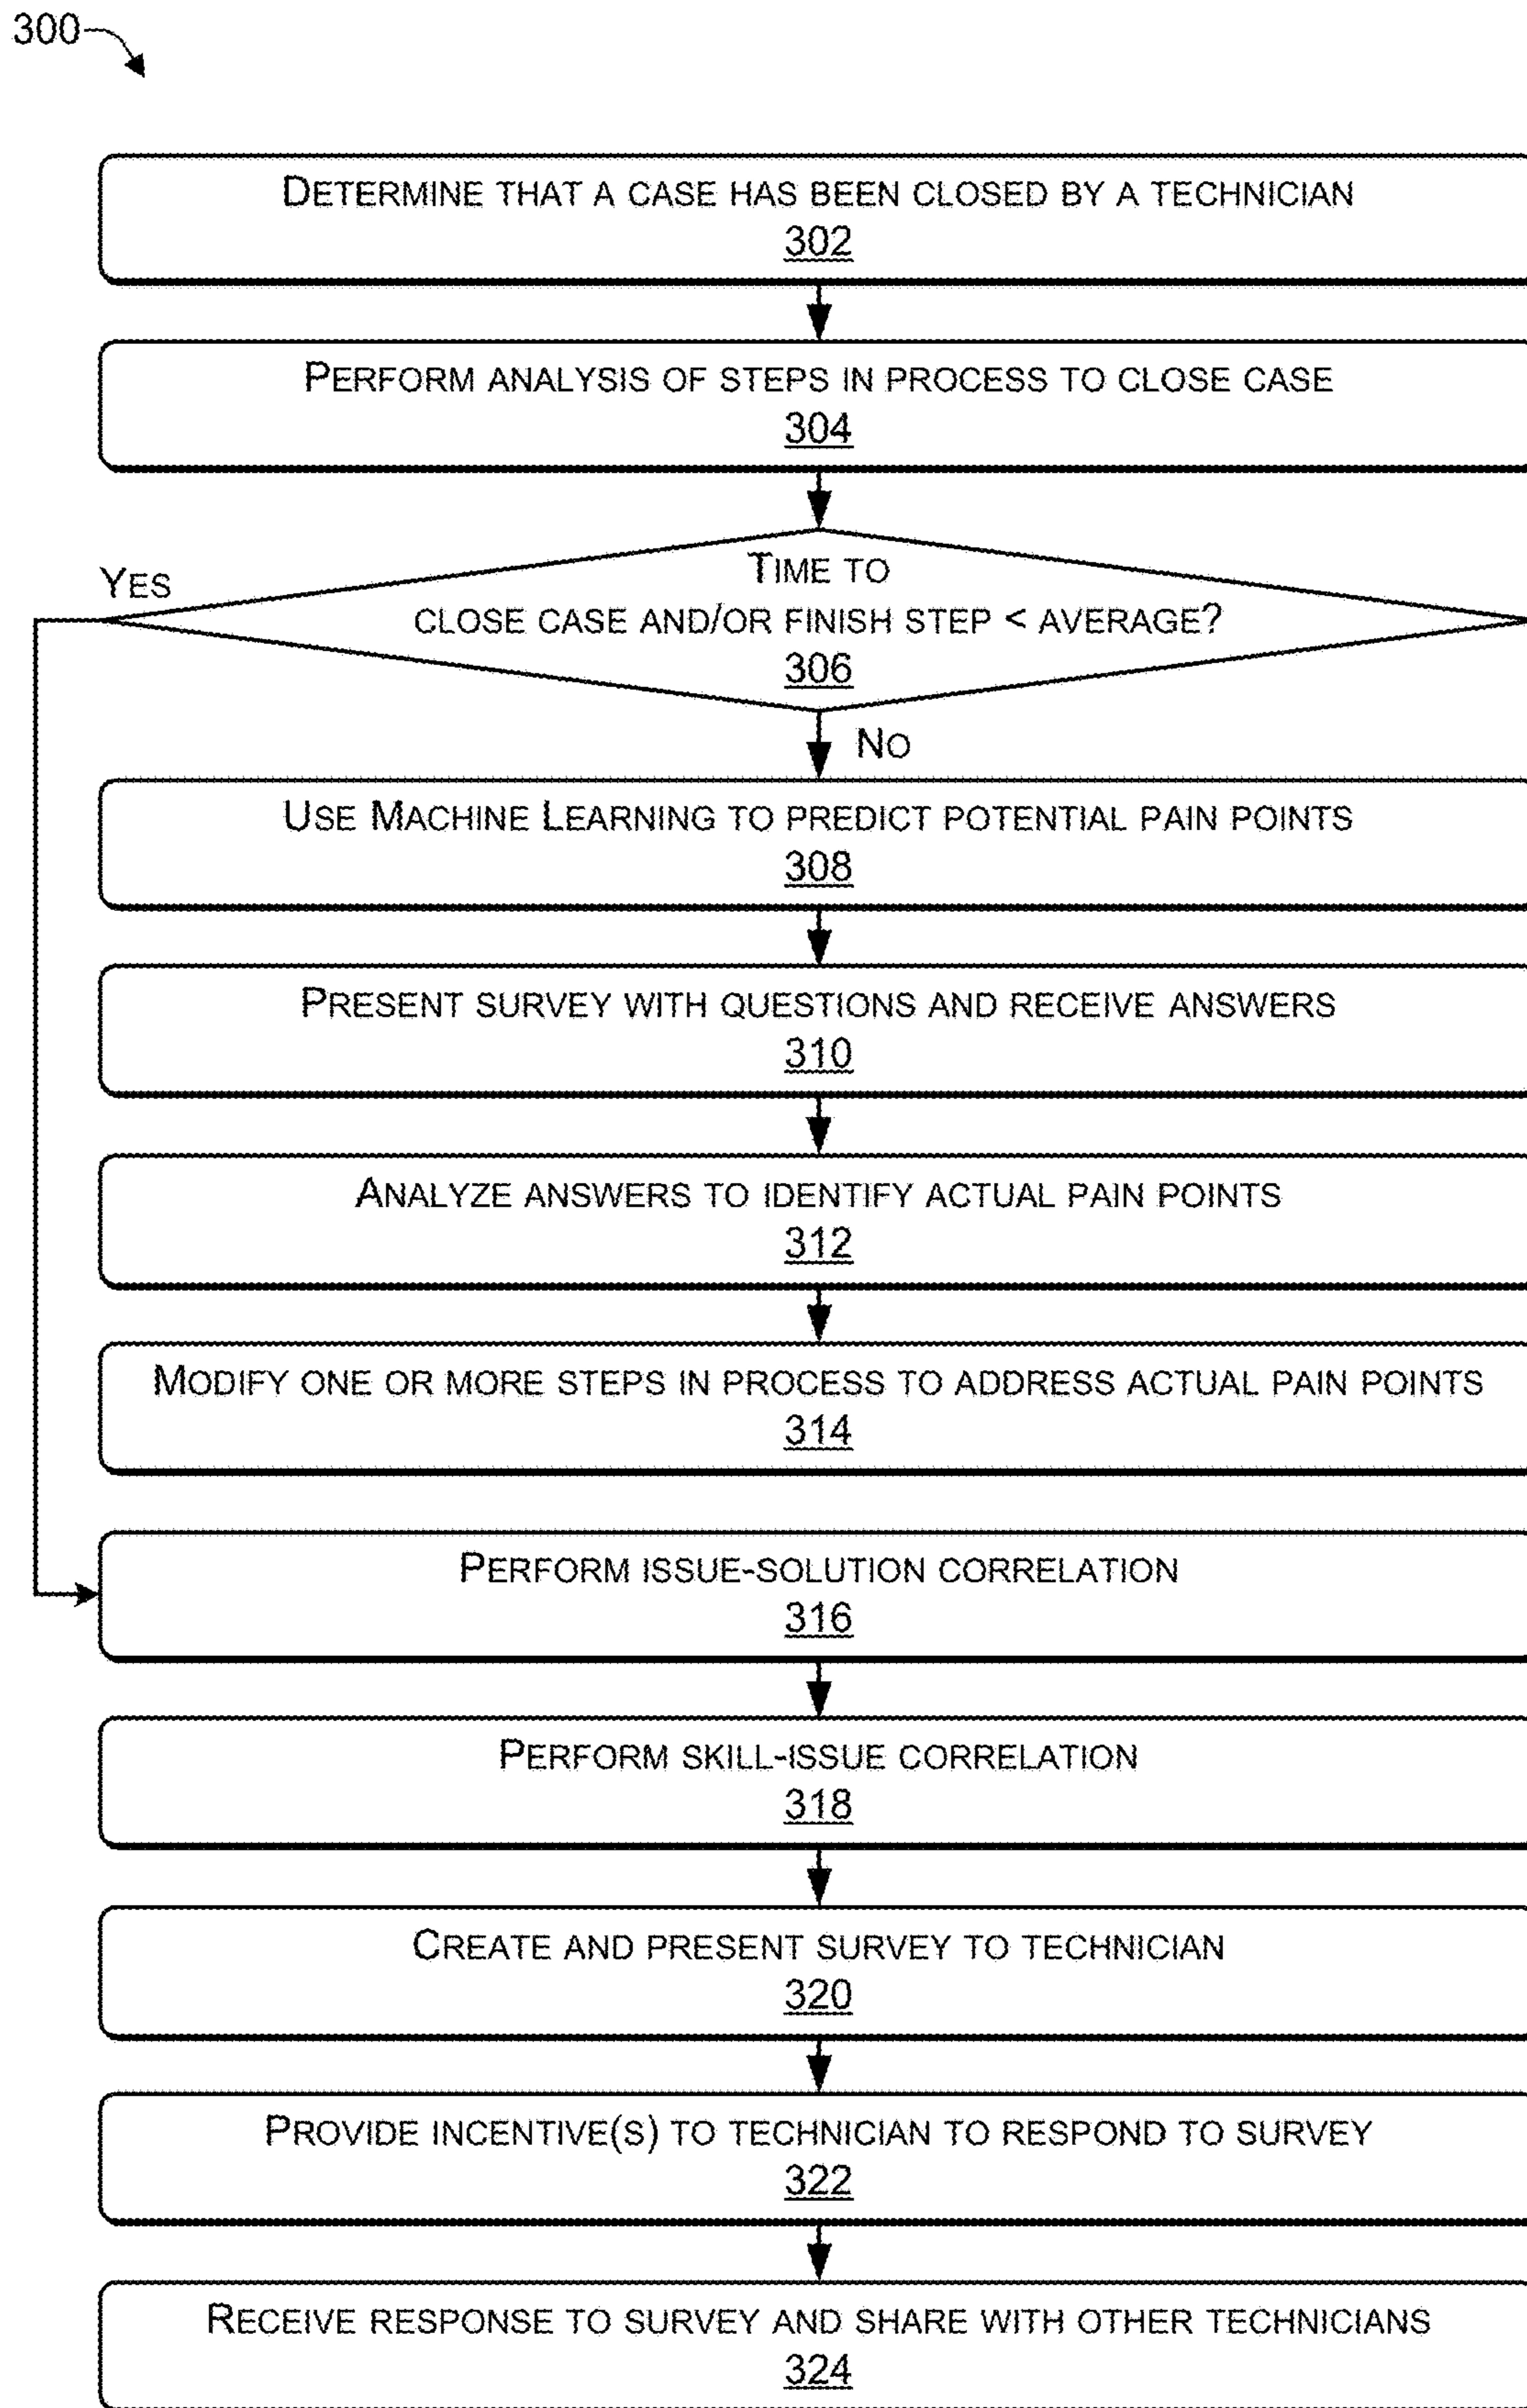 300
DETERMINE THAT A CASE HAS BEEN CLOSED BY A TECHNICIAN
302
PERFORM ANALYSIS OF STEPS IN PROCESS TO CLOSE CASE
304
YES
TIME TO
CLOSE CASE AND/OR FINISH STEP < AVERAGE?
306
NO
USE MACHINE LEARNING TO PREDICT POTENTIAL PAIN POINTS
308
PRESENT SURVEY WITH QUESTIONS AND RECEIVE ANSWERS
310
ANALYZE ANSWERS TO IDENTIFY ACTUAL PAIN POINTS
312
MODIFY ONE OR MORE STEPS IN PROCESS TO ADDRESS ACTUAL PAIN POINTS
314
PERFORM ISSUE-SOLUTION CORRELATION
316
PERFORM SKILL-ISSUE CORRELATION
318
CREATE AND PRESENT SURVEY TO TECHNICIAN
320
PROVIDE INCENTIVE(S) TO TECHNICIAN TO RESPOND TO SURVEY
322
RECEIVE RESPONSE TO SURVEY AND SHARE WITH OTHER TECHNICIANS
324